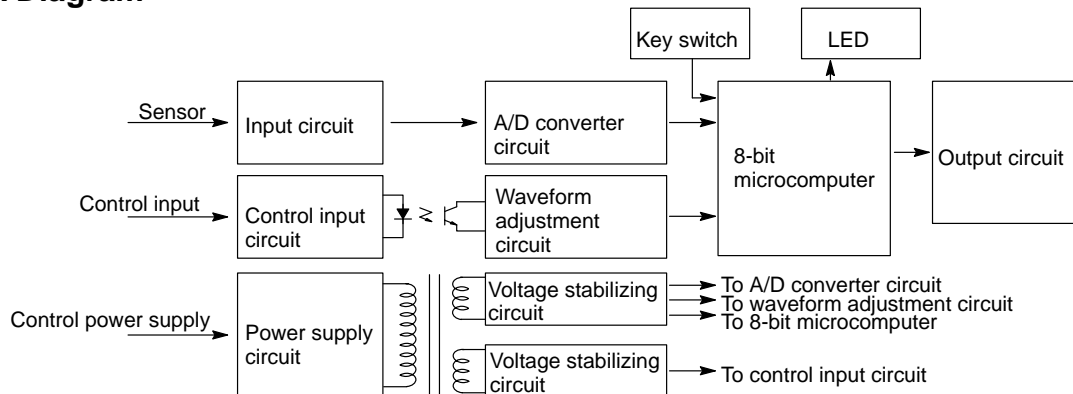 Diagram
Key switch
LED
Sensor
Input circuit
A/D converter
circuit
8-bit
microcomputer
Output circuit
Control input
Control input
circuit
Waveform
adjustment
circuit
Control power supply
Power supply
circuit
Voltage stabilizing
circuit
To A/D converter circuit
To waveform adjustment circuit
To 8-bit microcomputer
Voltage stabilizing
circuit
To control input circuit